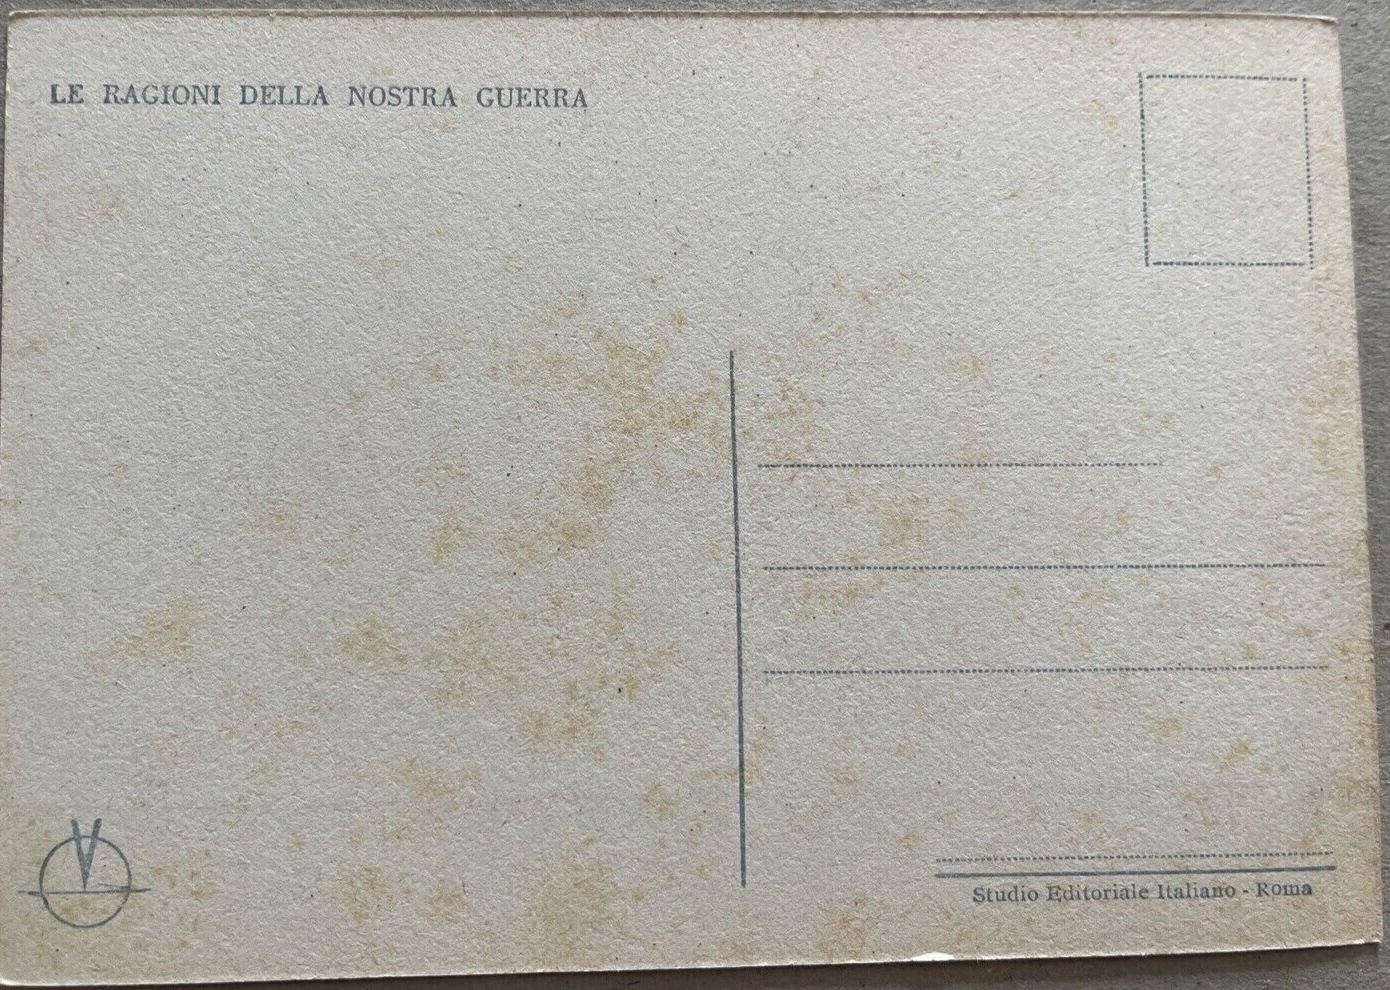 LE RAGIONI DELLA NOSTRA GUERRA
V
Studio Editoriale Italiano - Roma